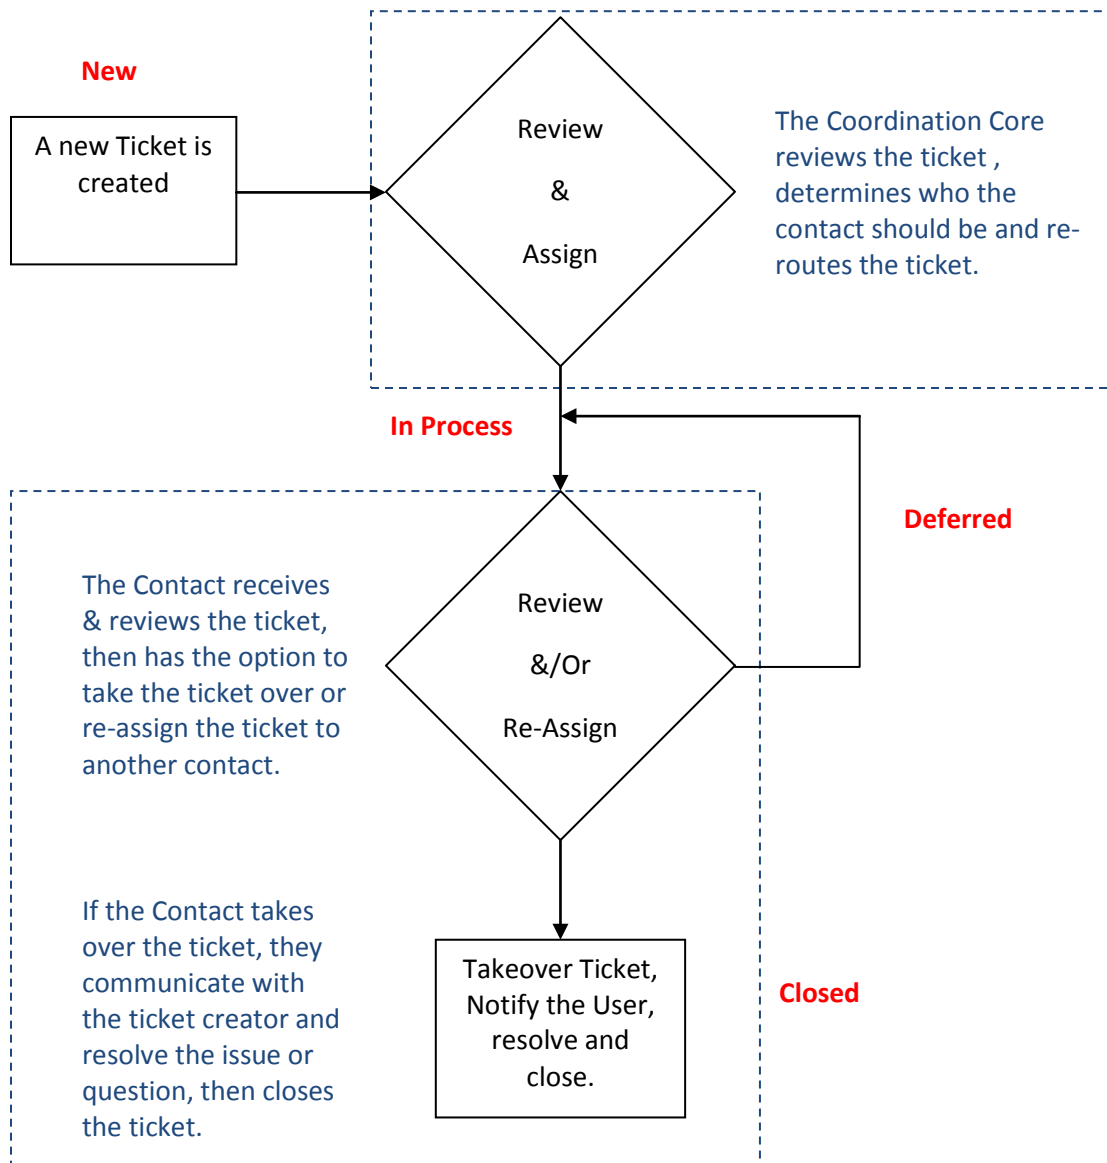 New
A new Ticket is
created
Review
&
Assign
The Coordination Core
reviews the ticket ,
determines who the
contact should be and re-
routes the ticket.
In Process
Deferred
The Contact receives
& reviews the ticket,
then has the option to
take the ticket over or
re-assign the ticket to
another contact.
Review
&/Or
Re-Assign
If the Contact takes
over the ticket, they
communicate with
the ticket creator and
resolve the issue or
question, then closes
the ticket.
Takeover Ticket,
Notify the User,
resolve and
close.
Closed